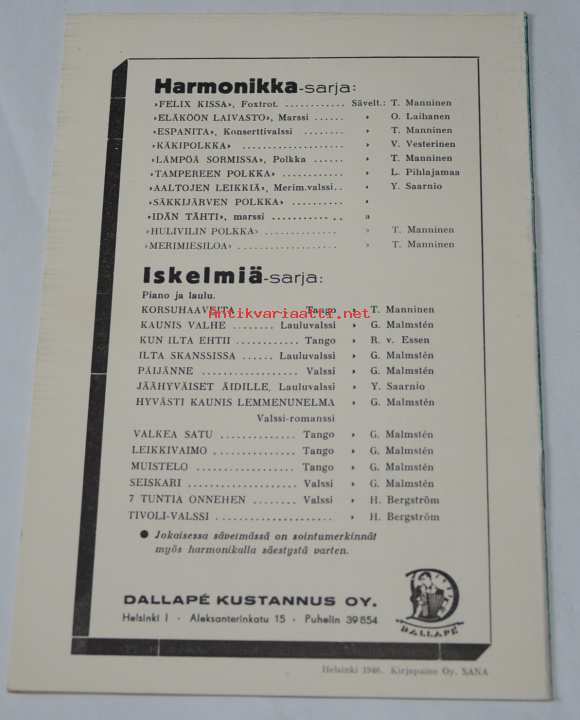 Harmonikka-sarja:
»FELIX KISSA», Foxtrot. ............ Sävelt.: T. Manninen
»ELÄKÖÖN LAIVASTO», Marssi ...... » O. Laihanen
»ESPANITA», Konserttivalssi ....... » T. Manninen
»KÄKIPOLKKA» ................. » V. Vesterinen
»LÄMPÖÄ SORMISSA», Polkka ...... » T. Manninen
»TAMPEREEN POLKKA» ............. » L. Pihlajamaa
»AALTOJEN LEIKKIÄ», Merim.valssi.. » Y. Saarnio
»SÄKKIJÄRVEN POLKKA» ........... »
»IDÄN TÄHTI», marssi ............ .. »
»HULIVILIN POLKKA» ............... » T. Manninen
»MERIMIESILOA» ................... » T. Manninen
Iskelmiä-sarja:
Piano ja laulu.
KORSUHAAVEITA Tango » T. Manninen
Antikvariaatti.net
KAUNIS VALHE ........ Lauluvalssi » G. Malmstén
KUN ILTA EHTII ............ Tango » R. v. Essen
ILTA SKANSSISSA ...... Lauluvalssi » G. Malmstén
PÄIJÄNNE ................. Valssi » G. Malmstén
JÄÄHYVÄISET ÄIDILLE, Lauluvalssi » Y. Saarnio
HYVÄSTI KAUNIS LEMMENUNELMA » G. Malmstén
Valssi-romanssi
VALKEA SATU .............. Tango » G. Malmstén
LEIKKIVAIMO ............... Tango » G. Malmstén
MUISTELO .................. Tango » G. Malmstén
SEISKARI ................... Valssi » G. Malmstén
7 TUNTIA ONNEHEN ........ Valssi » H. Bergström
TIVOLI-VALSSI ..................... » H. Bergström
● Jokaisessa sävelmässä on sointumerkinnät
myös harmonikalla säestystä varten.
DALLAPÉ KUSTANNUS OY.
Helsinki I · Aleksanterinkatu 15 · Puhelin 39 854
DALLAPÉ
Helsinki 1946. Kirjapaino Oy. SANA